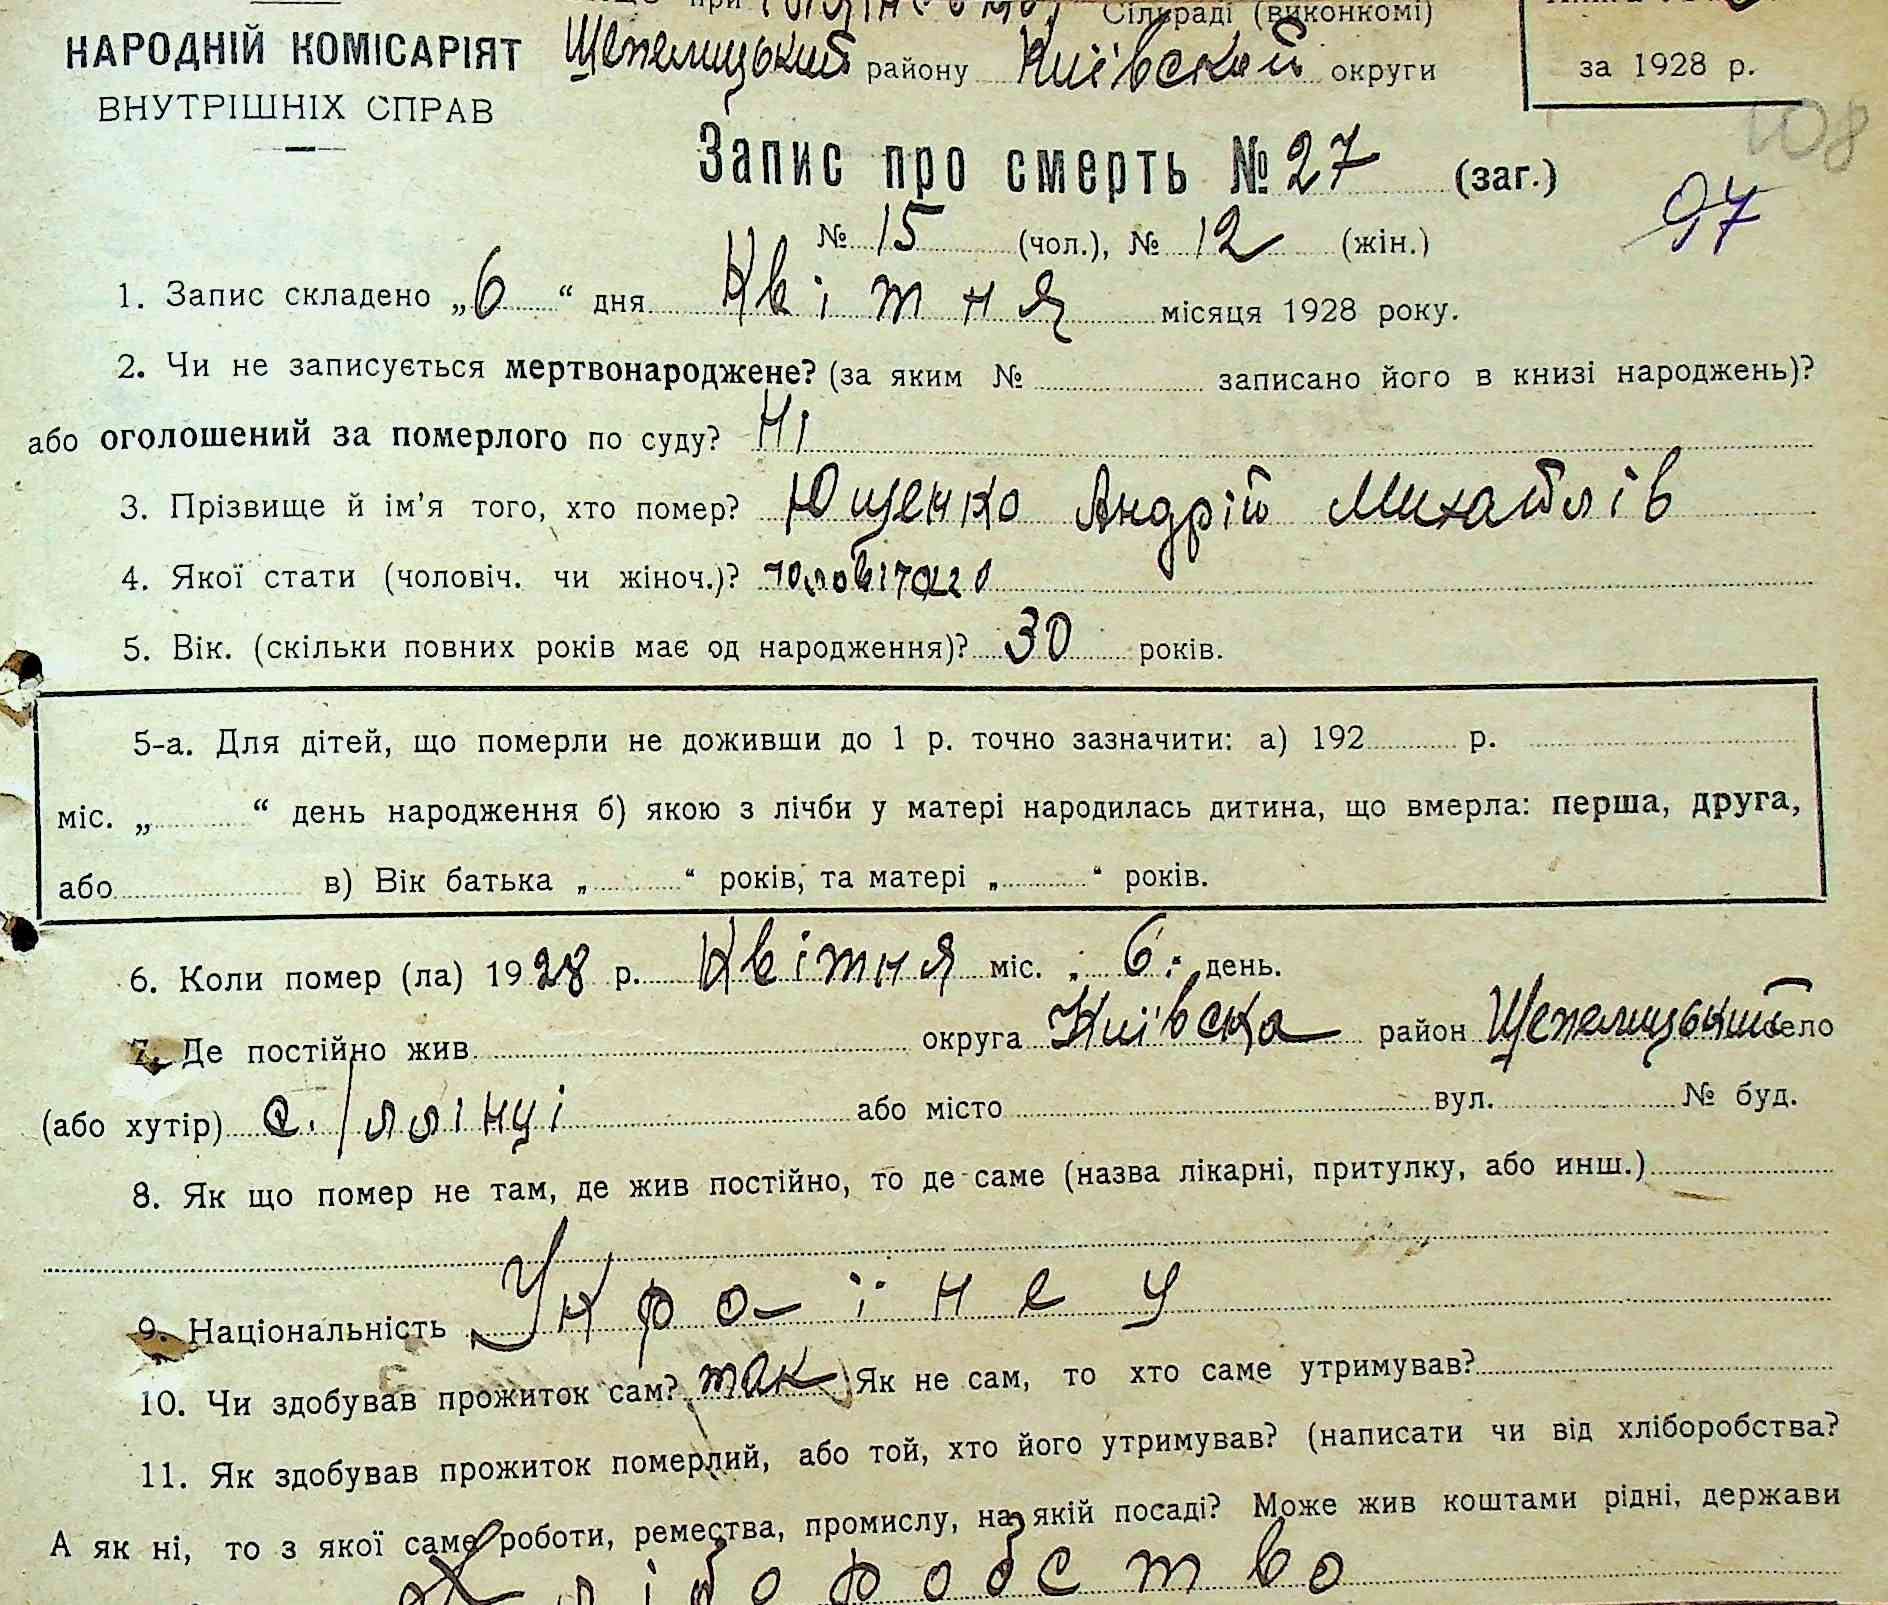 при Сількраді (виконкомі)
НАРОДНІЙ КОМІСАРІЯТ Щепелицький району Київской округи за 1928 р.
ВНУТРІШНІХ СПРАВ
108
Запис про смерть № 27 (заг.)
97
№ 15 (чол.), № 12 (жін.)
1. Запис складено „6“ дня Квітня місяця 1928 року.
2. Чи не записується мертвонароджене? (за яким № записано його в книзі народжень)?
або оголошений за померлого по суду? Ні
3. Прізвище й ім'я того, хто помер? Ющенко Андрій Михайлів
4. Якої стати (чоловіч. чи жіноч.)?
5. Вік. (скільки повних років має од народження)? 30 років.
5-а. Для дітей, що померли не доживши до 1 р. точно зазначити: а) 192 р.
міс. „ “ день народження б) якою з лічби у матері народилась дитина, що вмерла: перша, друга,
або в) Вік батька „ “ років, та матері „ “ років.
6. Коли помер (ла) 1928 р. Квітня міс. „ 6 “ день.
7. Де постійно жив округа Київска район Щепелицький село
(або хутір) с. Іллінці або місто вул. № буд.
8. Як що помер не там, де жив постійно, то де саме (назва лікарні, притулку, або инш.)
9. Національність Українец
10. Чи здобував прожиток сам? так Як не сам, то хто саме утримував?
11. Як здобував прожиток померлий, або той, хто його утримував? (написати чи від хліборобства?
А як ні, то з якої саме роботи, ремества, промислу, на якій посаді? Може жив коштами рідні, держави
Хліборобство